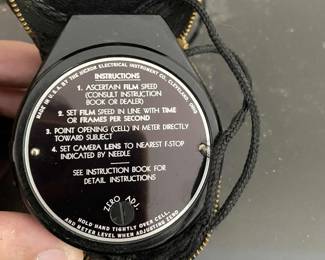 MADE IN U.S.A. BY THE HICKOK ELECTRICAL INSTRUMENT CO. CLEVELAND, OHIO
INSTRUCTIONS
1. ASCERTAIN FILM SPEED
(CONSULT INSTRUCTION
BOOK OR DEALER)
2. SET FILM SPEED IN LINE WITH TIME
OR FRAMES PER SECOND
3. POINT OPENING (CELL) IN METER DIRECTLY
TOWARD SUBJECT
4. SET CAMERA LENS TO NEAREST F-STOP
INDICATED BY NEEDLE
SEE INSTRUCTION BOOK FOR
DETAIL INSTRUCTIONS
ZERO ADJ.
HOLD HAND TIGHTLY OVER CELL,
AND METER LEVEL WHEN ADJUSTING ZERO